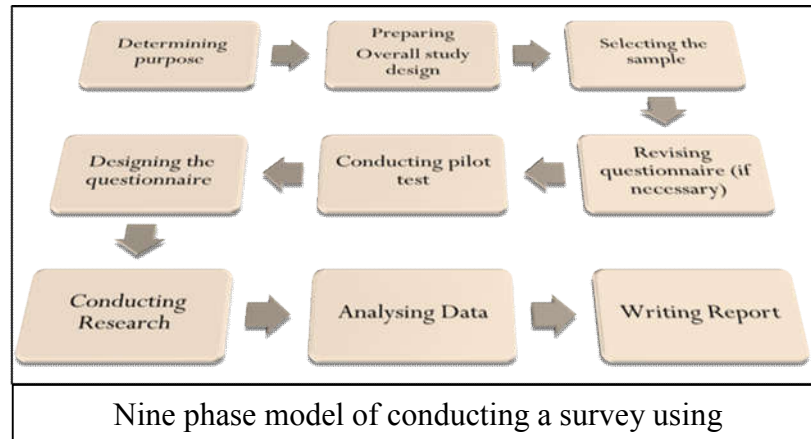 Determining
purpose
Preparing
Overall study
design
Selecting the
sample
Revising
questionnaire (if
necessary)
Conducting pilot
test
Designing the
questionnaire
Conducting
Research
Analysing Data
Writing Report
Nine phase model of conducting a survey using